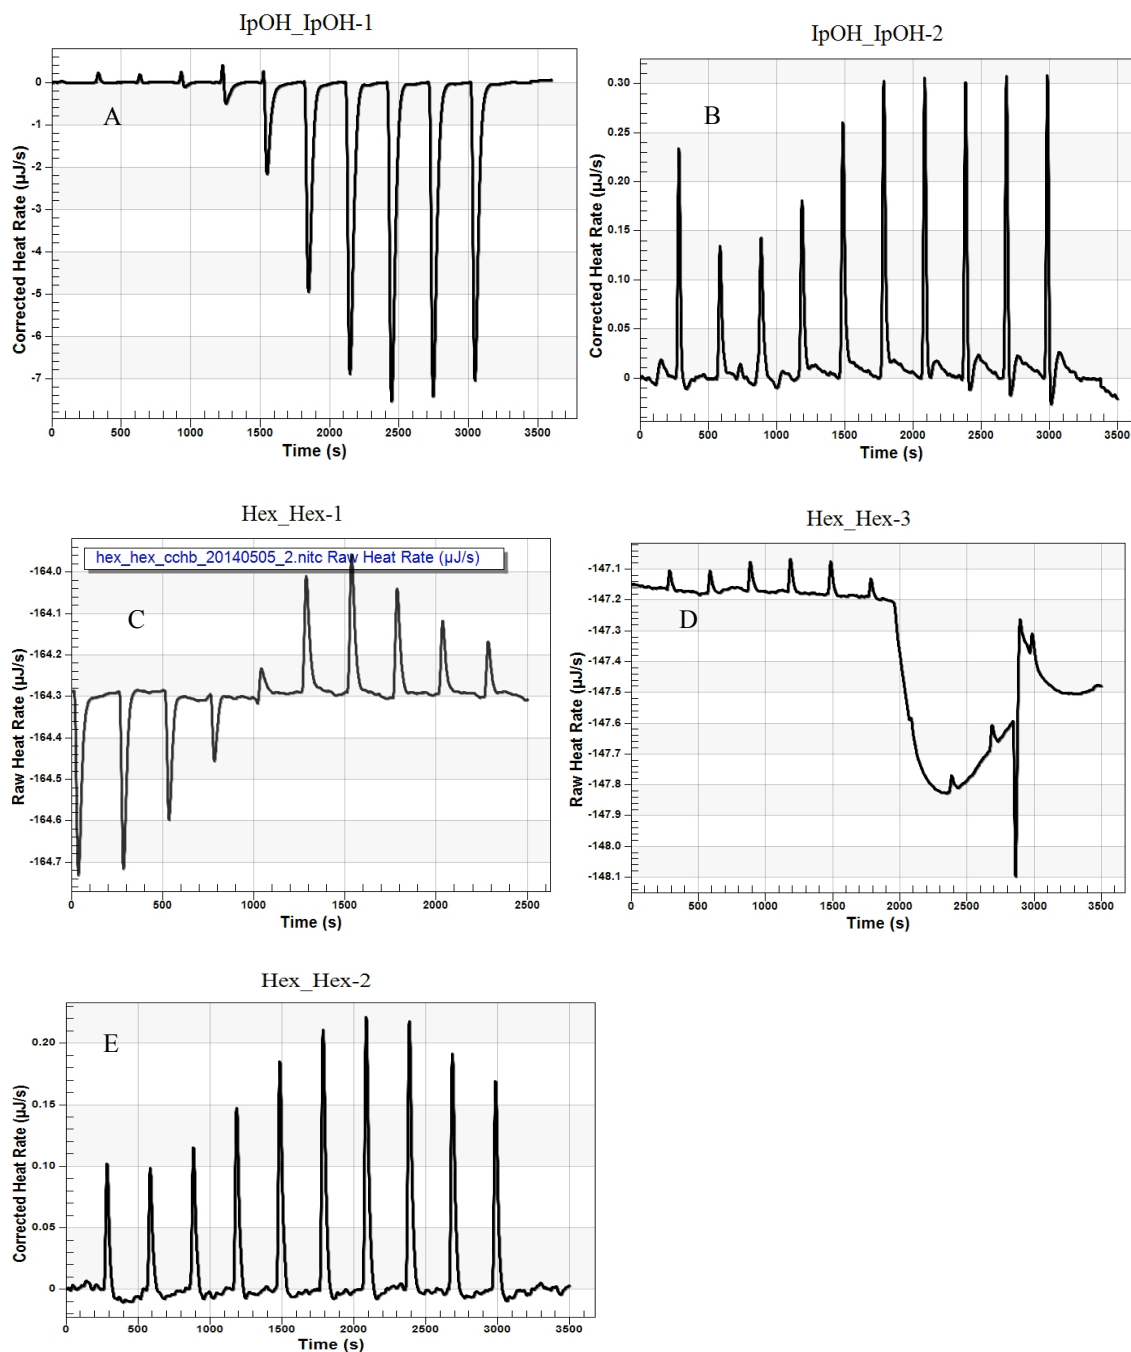 IpOH_IpOH-1
A
Corrected Heat Rate (µJ/s)
0
-1
-2
-3
-4
-5
-6
-7
0 500 1000 1500 2000 2500 3000 3500
Time (s)
IpOH_IpOH-2
B
Corrected Heat Rate (µJ/s)
0.30
0.25
0.20
0.15
0.10
0.05
0
0 500 1000 1500 2000 2500 3000 3500
Time (s)
Hex_Hex-1
hex_hex_cchb_20140505_2.nitc Raw Heat Rate (µJ/s)
C
Raw Heat Rate (µJ/s)
-164.0
-164.1
-164.2
-164.3
-164.4
-164.5
-164.6
-164.7
0 500 1000 1500 2000 2500
Time (s)
Hex_Hex-3
D
Raw Heat Rate (µJ/s)
-147.1
-147.2
-147.3
-147.4
-147.5
-147.6
-147.7
-147.8
-147.9
-148.0
-148.1
0 500 1000 1500 2000 2500 3000 3500
Time (s)
Hex_Hex-2
E
Corrected Heat Rate (µJ/s)
0.20
0.15
0.10
0.05
0
0 500 1000 1500 2000 2500 3000 3500
Time (s)